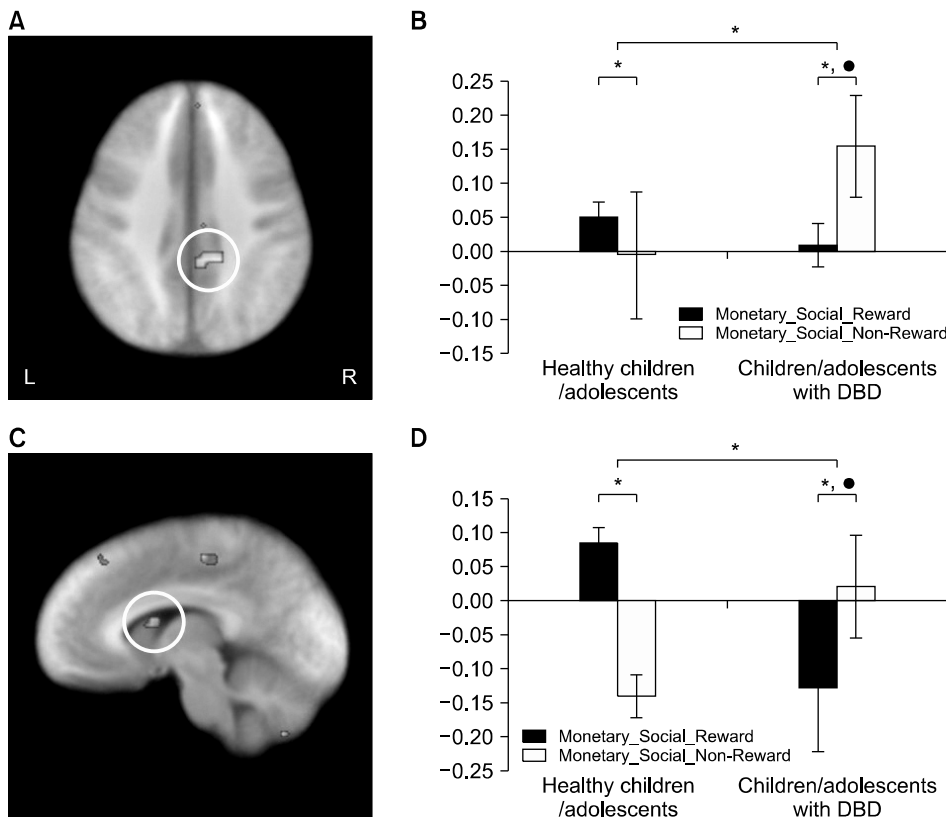 A
L
R
B
*
*
*, ●
0.25
0.20
0.15
0.10
0.05
0.00
−0.05
−0.10
−0.15
Monetary_Social_Reward
Monetary_Social_Non-Reward
Healthy children
/adolescents
Children/adolescents
with DBD
C
D
*
*
*, ●
0.15
0.10
0.05
0.00
−0.05
−0.10
−0.15
−0.20
−0.25
Monetary_Social_Reward
Monetary_Social_Non-Reward
Healthy children
/adolescents
Children/adolescents
with DBD